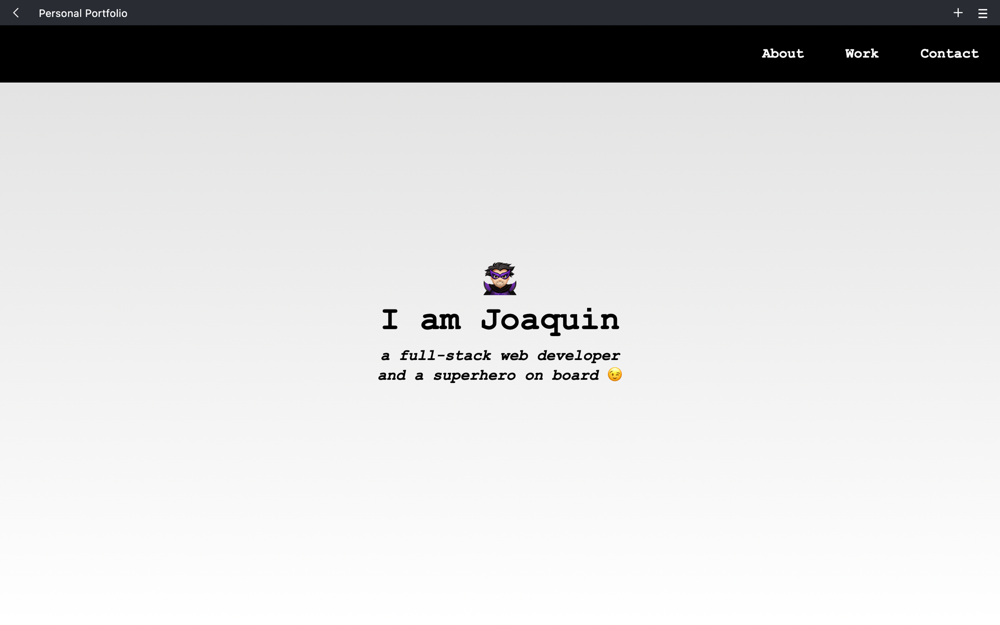 Personal Portfolio
About Work Contact
I am Joaquin
a full-stack web developer
and a superhero on board 😉